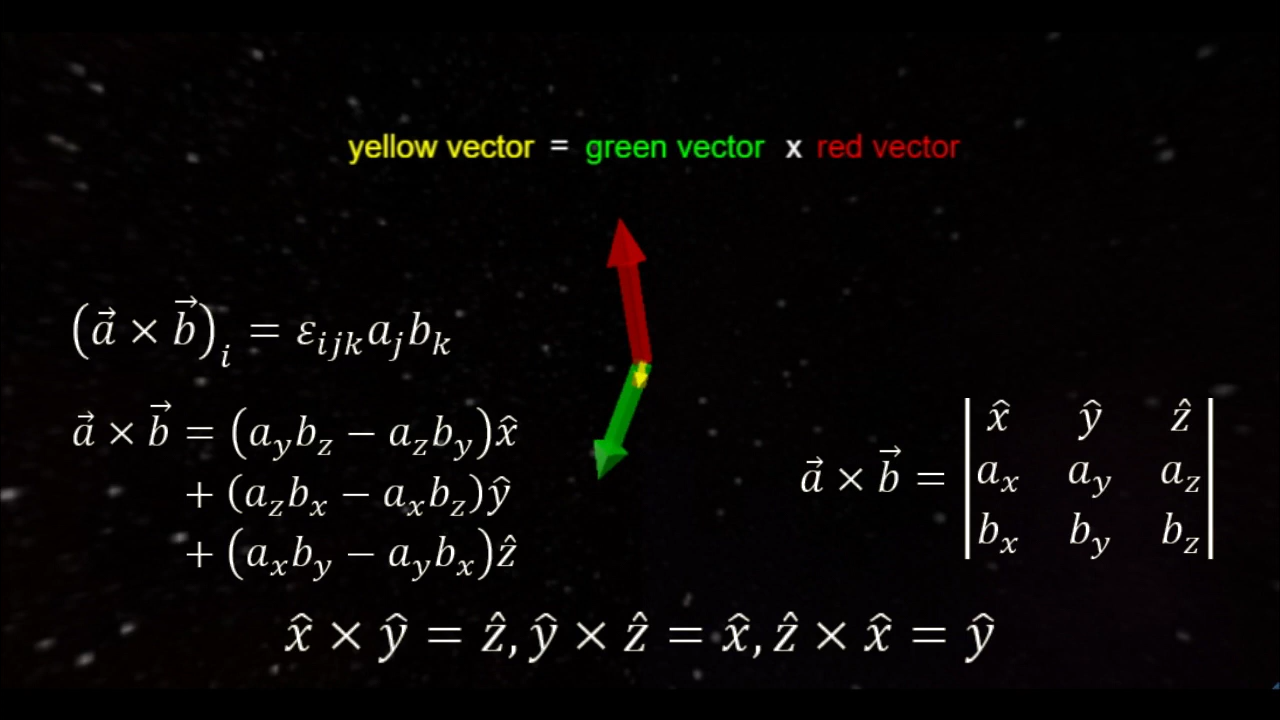 yellow vector = green vector x red vector
(a⃗ × b⃗)ᵢ = εᵢⱼₖaⱼbₖ
a⃗ × b⃗ = (a_y b_z − a_z b_y)x̂
+ (a_z b_x − a_x b_z)ŷ
+ (a_x b_y − a_y b_x)ẑ
a⃗ × b⃗ = | x̂ ŷ ẑ |
| a_x a_y a_z |
| b_x b_y b_z |
x̂ × ŷ = ẑ, ŷ × ẑ = x̂, ẑ × x̂ = ŷ